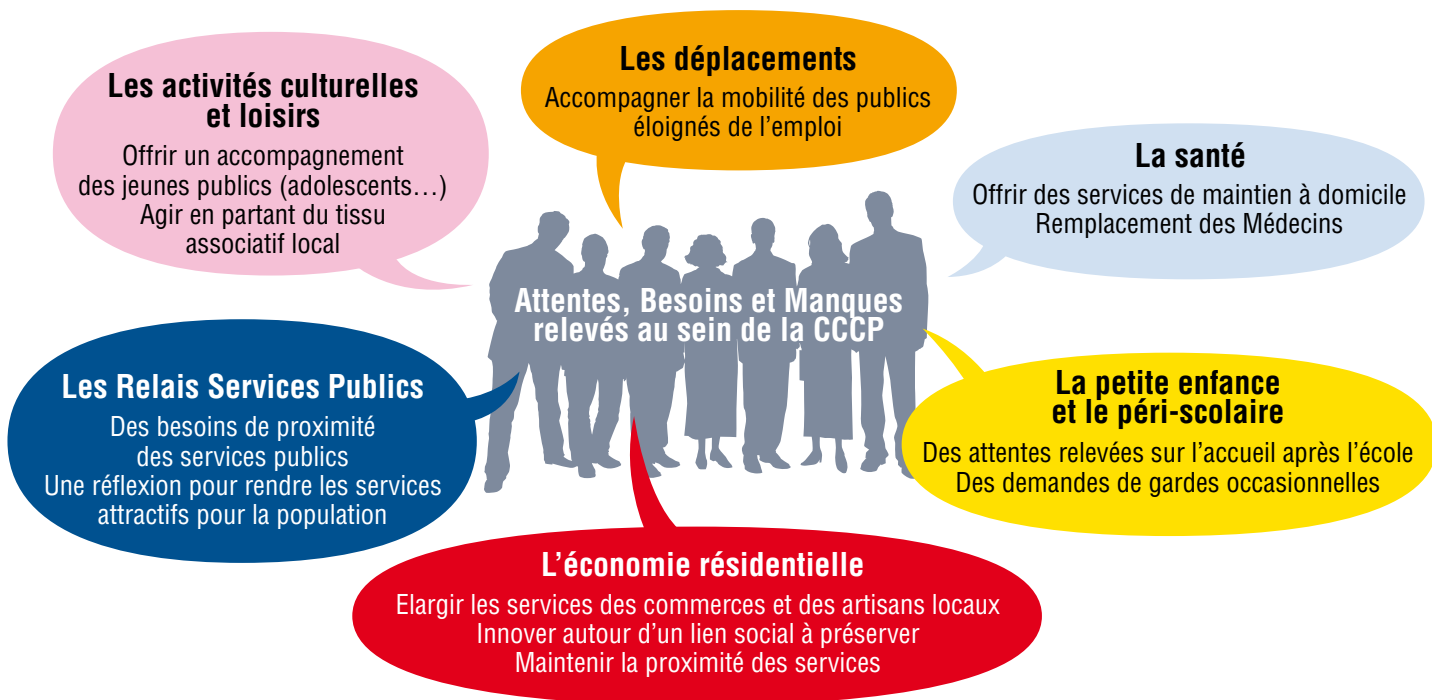 Les activités culturelles
et loisirs
Offrir un accompagnement
des jeunes publics (adolescents…)
Agir en partant du tissu
associatif local
Les déplacements
Accompagner la mobilité des publics
éloignés de l’emploi
La santé
Offrir des services de maintien à domicile
Remplacement des Médecins
Attentes, Besoins et Manques
relevés au sein de la CCCP
Les Relais Services Publics
Des besoins de proximité
des services publics
Une réflexion pour rendre les services
attractifs pour la population
La petite enfance
et le péri-scolaire
Des attentes relevées sur l’accueil après l’école
Des demandes de gardes occasionnelles
L’économie résidentielle
Elargir les services des commerces et des artisans locaux
Innover autour d’un lien social à préserver
Maintenir la proximité des services